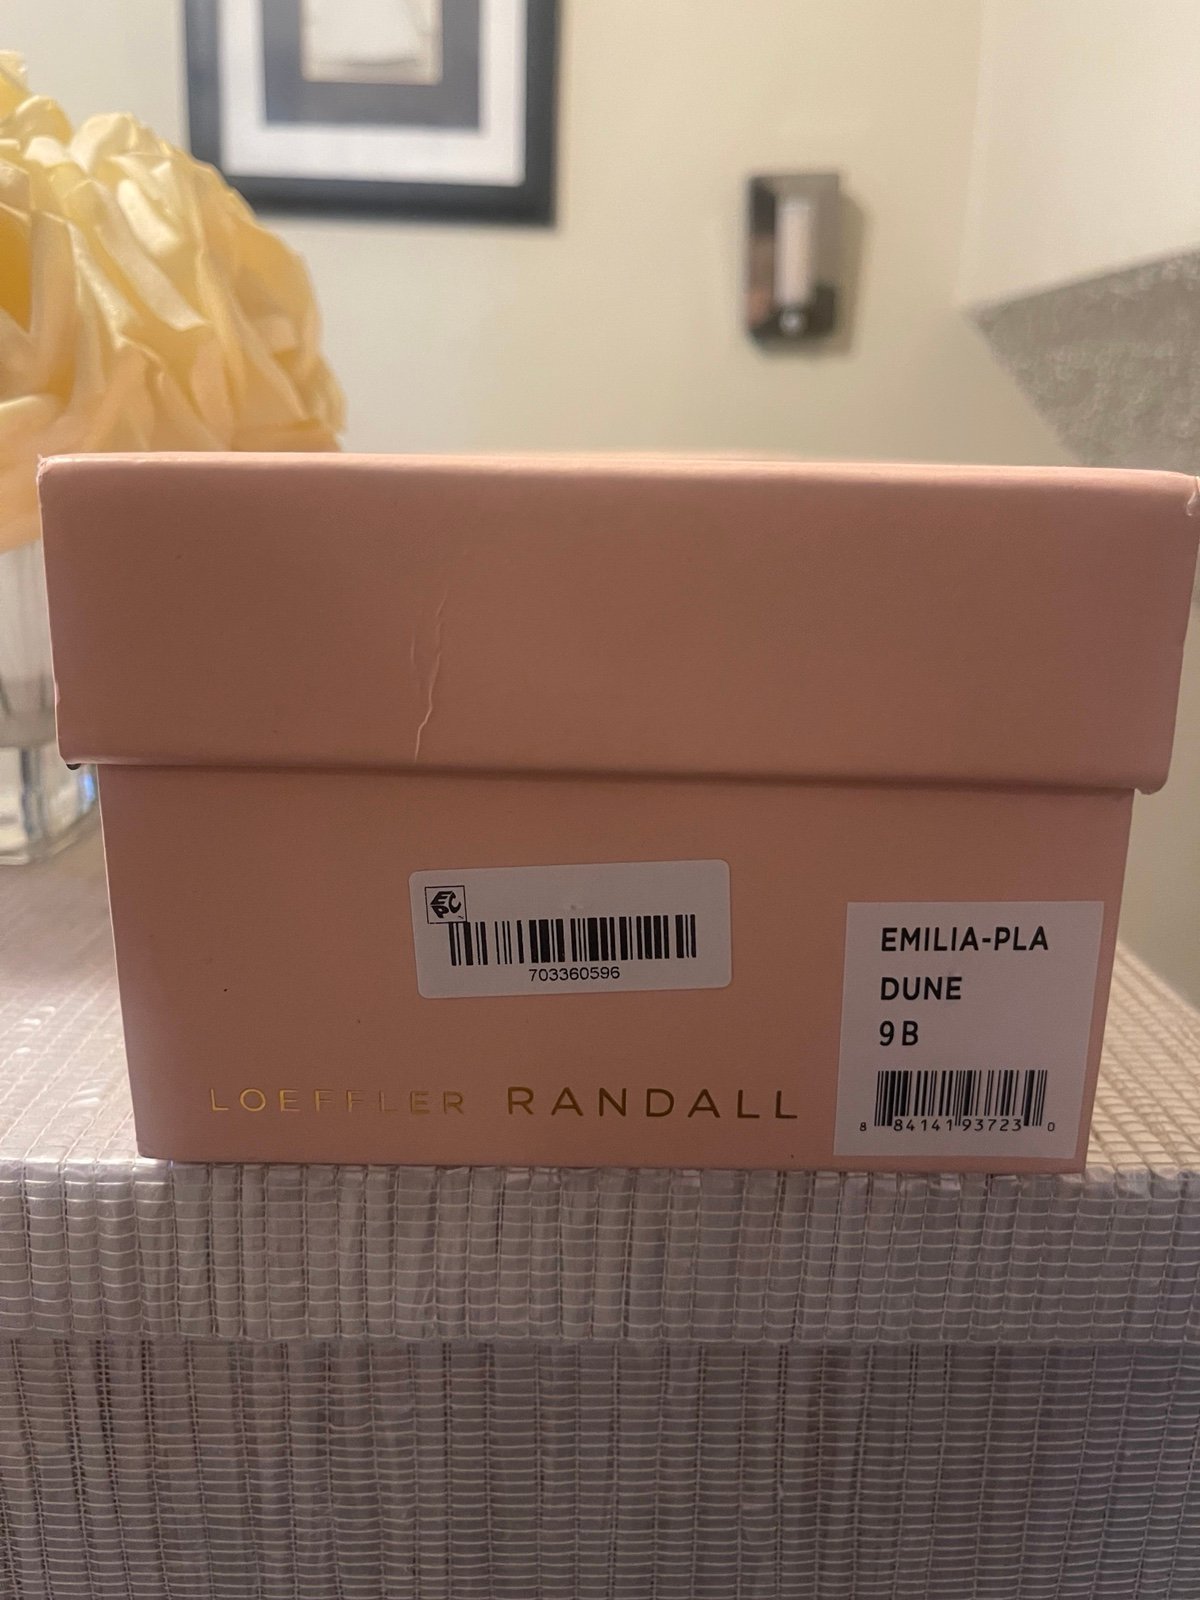 EPC
703360596
LOEFFLER RANDALL
EMILIA-PLA
DUNE
9 B
8 84141 93723 0